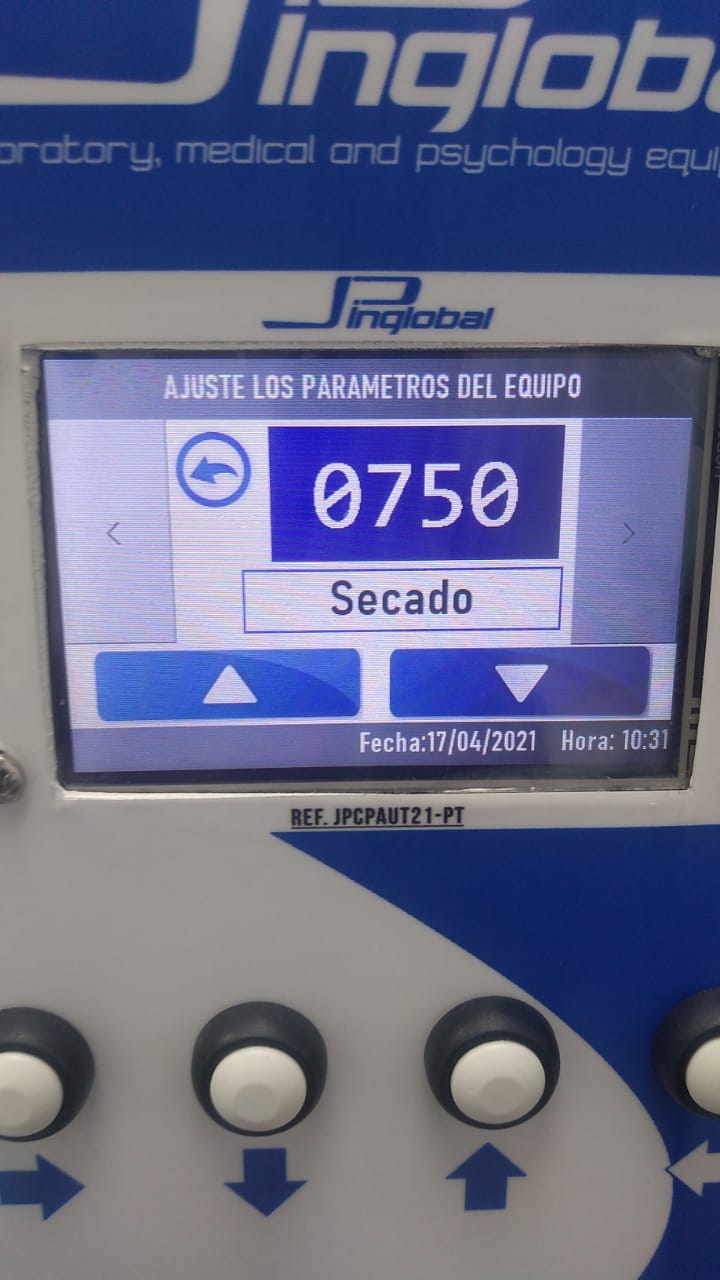 inglob
oratory, medical and psychology equi
JPinglobal
AJUSTE LOS PARAMETROS DEL EQUIPO
0750
Secado
Fecha:17/04/2021 Hora: 10:31
REF. JPCPAUT21-PT